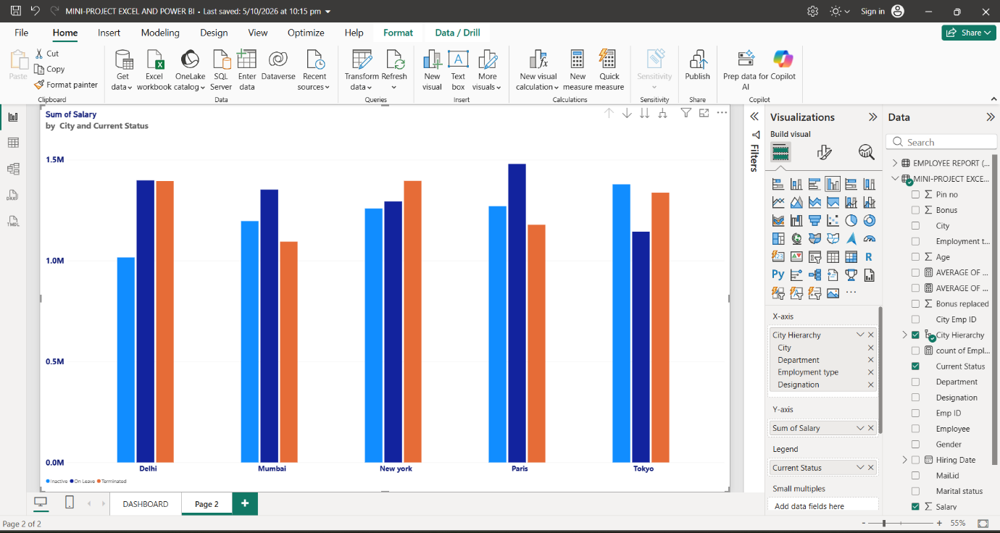 MINI-PROJECT EXCEL AND POWER BI • Last saved: 5/10/2026 at 10:15 pm
Sign in
File Home Insert Modeling Design View Optimize Help Format Data / Drill
Share
Paste
Cut
Copy
Format painter
Clipboard
Get data
Excel workbook
OneLake catalog
SQL Server
Enter data
Dataverse
Recent sources
Data
Transform data
Refresh
Queries
New visual
Text box
More visuals
Insert
New visual calculation
New measure
Quick measure
Calculations
Sensitivity
Sensitivity
Publish
Share
Prep data for AI
Copilot
Copilot
DAX
TMDL
Sum of Salary
by City and Current Status
1.5M
1.0M
0.5M
0.0M
Delhi Mumbai New york Paris Tokyo
Inactive On Leave Terminated
Filters
Visualizations
Build visual
123
R
Py
X-axis
City Hierarchy
City
Department
Employment type
Designation
Y-axis
Sum of Salary
Legend
Current Status
Small multiples
Add data fields here
Data
Search
EMPLOYEE REPORT (...
MINI-PROJECT EXCE...
Pin no
Bonus
City
Employment t...
Age
AVERAGE OF ...
AVERAGE OF ...
Bonus replaced
City Emp ID
City Hierarchy
count of Empl...
Current Status
Department
Designation
Emp ID
Employee
Gender
Hiring Date
Mail.id
Marital status
Salary
DASHBOARD
Page 2
Page 2 of 2
- + 55%